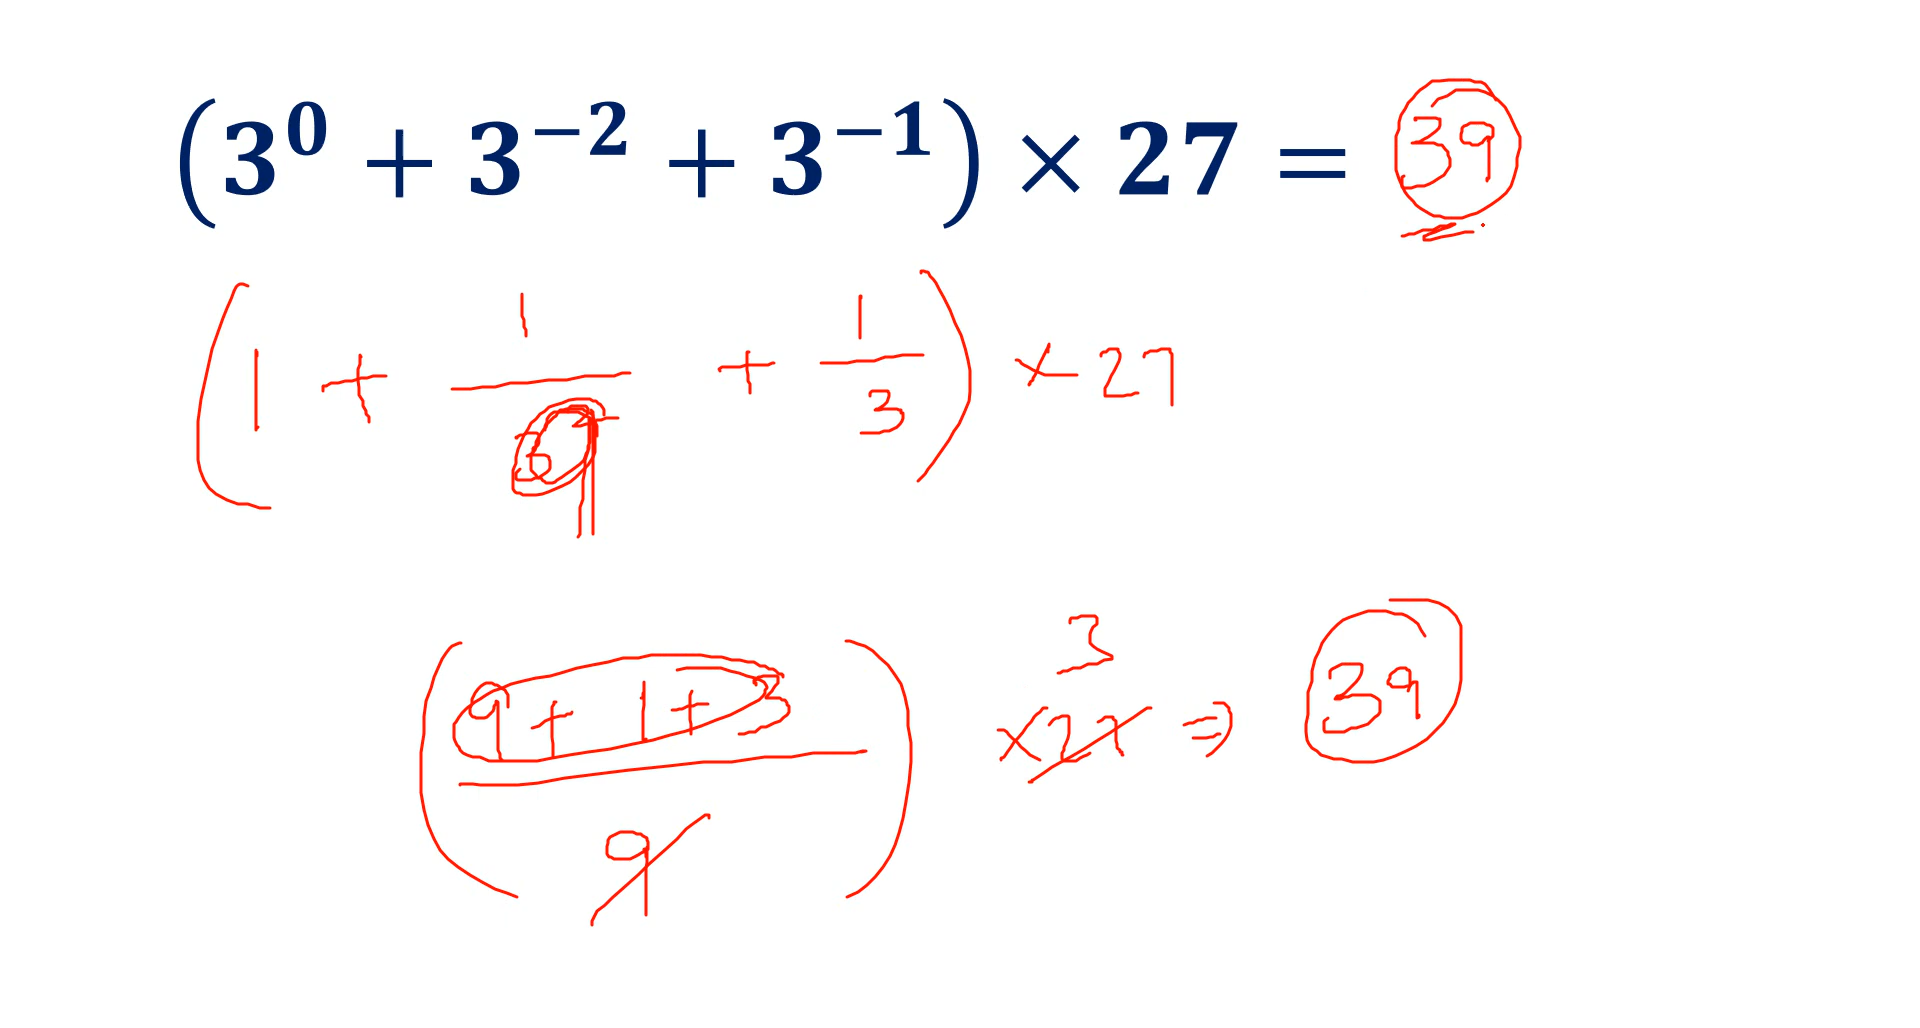 (3⁰ + 3⁻² + 3⁻¹) × 27 = 39
(1 + 1/9 + 1/3) × 27
((9 + 1 + 3)/9) × 27 3 ⇒ 39